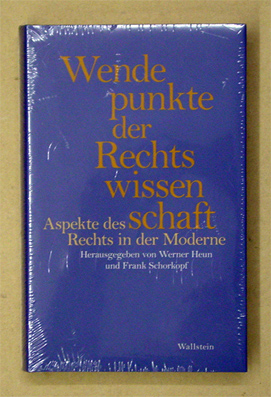 Wende
punkte
der
Rechts
wissen
schaft
Aspekte des
Rechts in der Moderne
Herausgegeben von Werner Heun
und Frank Schorkopf
Wallstein